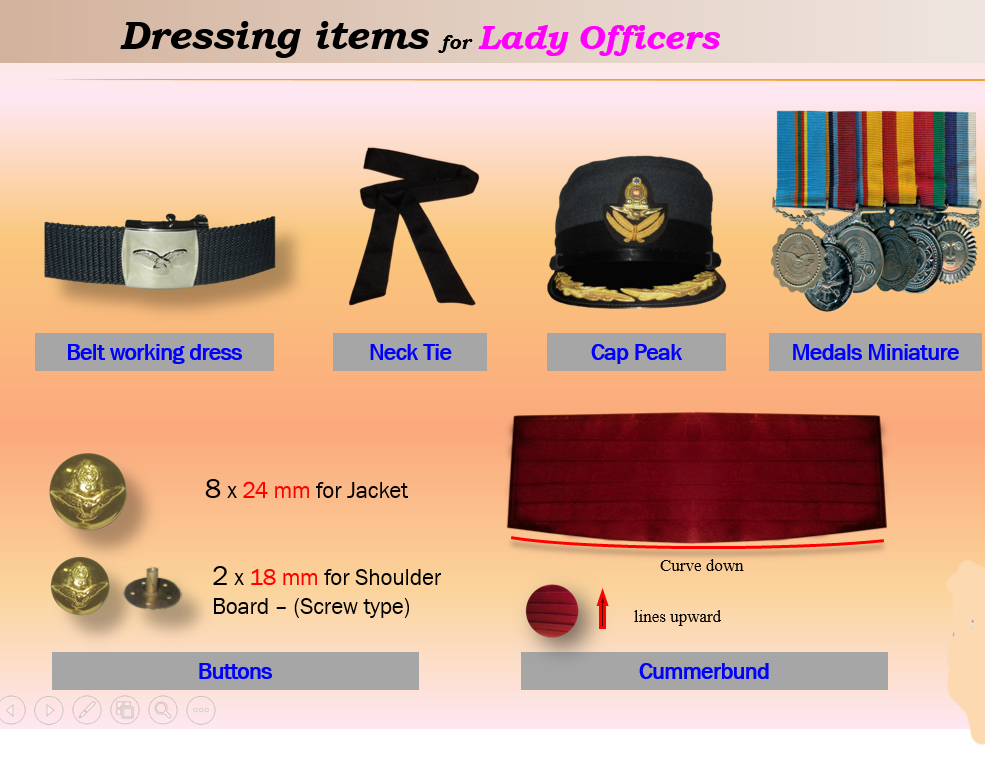 Dressing items for Lady Officers
Belt working dress
Neck Tie
Cap Peak
Medals Miniature
8 x 24 mm for Jacket
2 x 18 mm for Shoulder
Board – (Screw type)
Buttons
Curve down
lines upward
Cummerbund